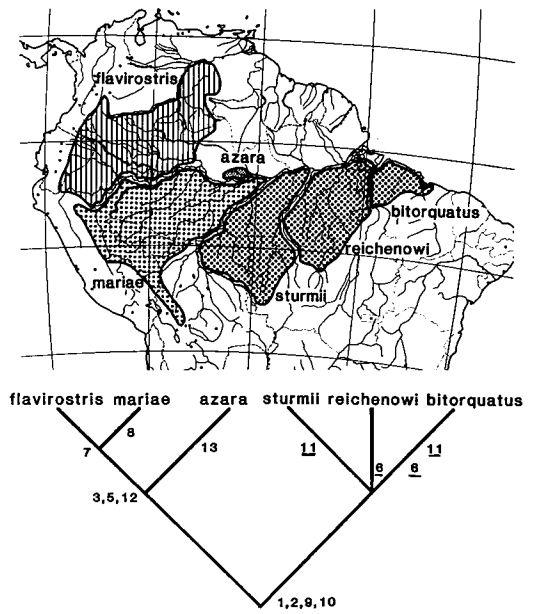 flavirostris
azara
bitorquatus
reichenowi
mariae
sturmii
flavirostris mariae azara sturmii reichenowi bitorquatus
8
7
13
11
11
6
6
3,5,12
1,2,9,10